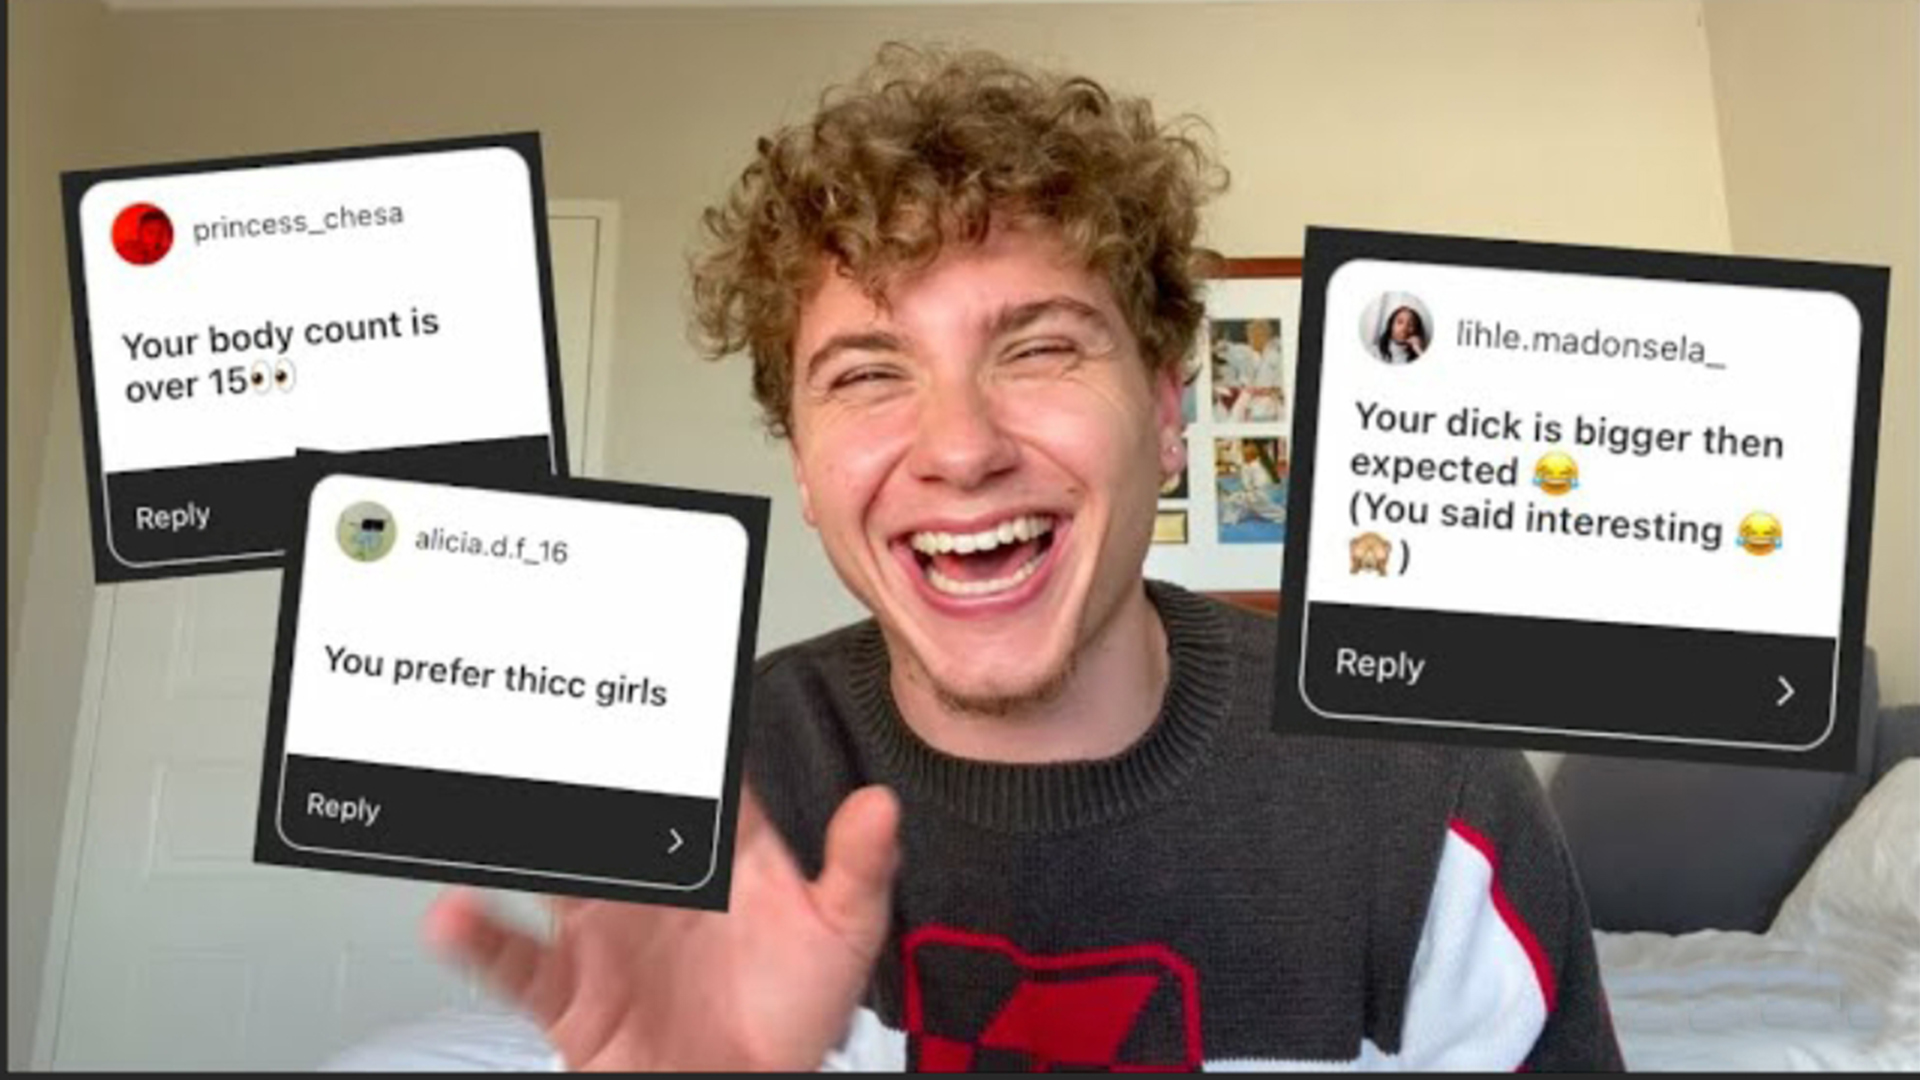 princess_chesa
Your body count is
over 15👀
Reply
alicia.d.f_16
You prefer thicc girls
Reply
lihle.madonsela_
Your dick is bigger then
expected 😂
(You said interesting 😂
🙈)
Reply